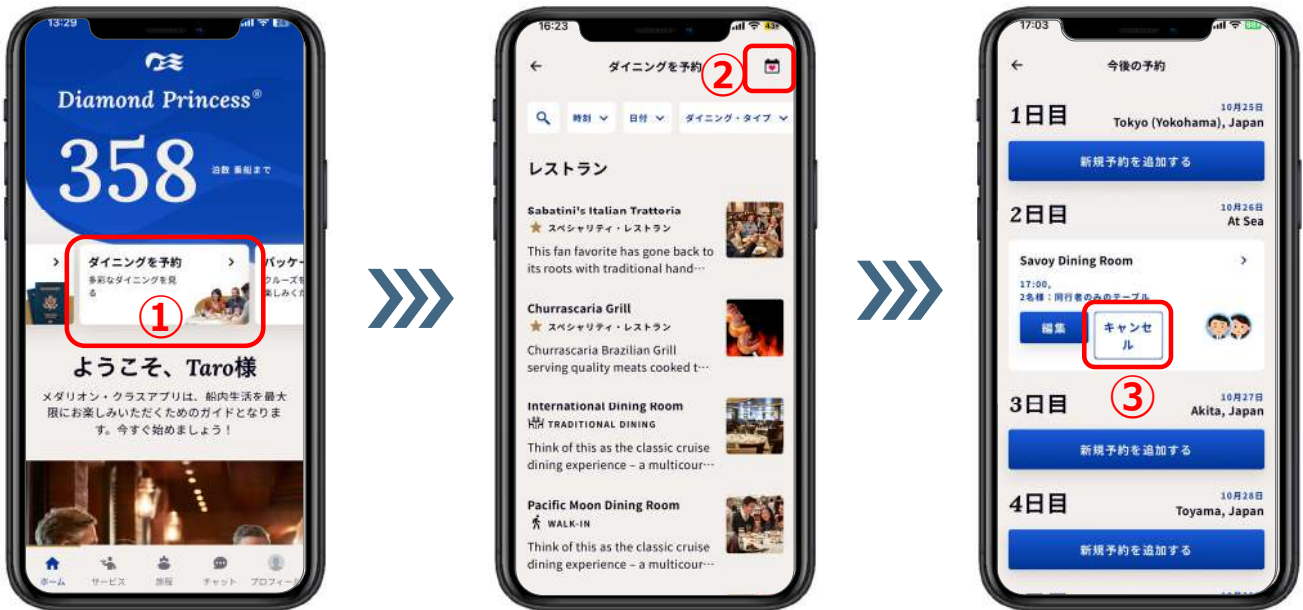 13:29
Diamond Princess®
358
泊数 乗船まで
ダイニングを予約
多彩なダイニングを見
る
①
パッケー
クルーズを
楽しみくだ
ようこそ、Taro様
メダリオン・クラスアプリは、船内生活を最大
限にお楽しみいただくためのガイドとなりま
す。今すぐ始めましょう！
ホーム
サービス
旅程
チャット
プロフィール
16:23
43
ダイニングを予約
②
時刻
日付
ダイニング・タイプ
レストラン
Sabatini's Italian Trattoria
スペシャリティ・レストラン
This fan favorite has gone back to
its roots with traditional hand…
Churrascaria Grill
スペシャリティ・レストラン
Churrascaria Brazilian Grill
serving quality meats cooked t…
International Dining Room
TRADITIONAL DINING
Think of this as the classic cruise
dining experience – a multicour…
Pacific Moon Dining Room
WALK-IN
Think of this as the classic cruise
dining experience – a multicour…
17:03
今後の予約
1日目
10月25日
Tokyo (Yokohama), Japan
新規予約を追加する
2日目
10月26日
At Sea
Savoy Dining Room
17:00,
2名様：同行者のみのテーブル
編集
キャンセ
ル
③
3日目
10月27日
Akita, Japan
新規予約を追加する
4日目
10月28日
Toyama, Japan
新規予約を追加する